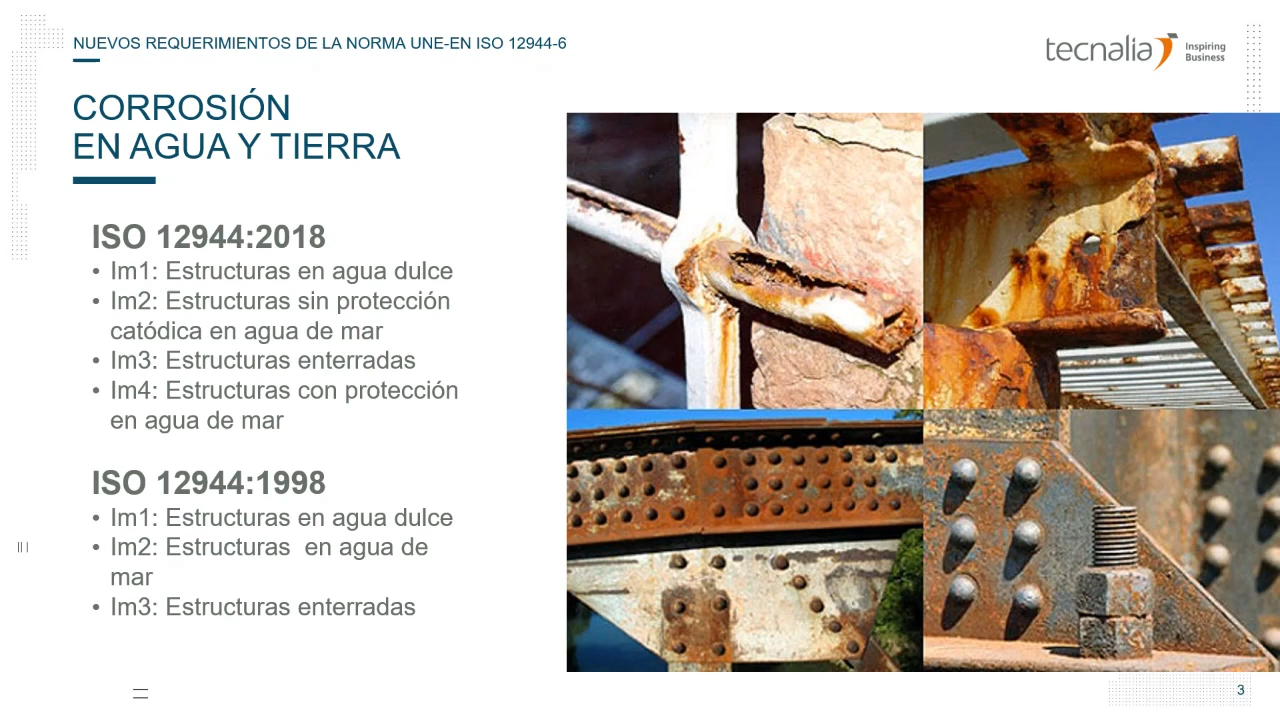 NUEVOS REQUERIMIENTOS DE LA NORMA UNE-EN ISO 12944-6
tecnalia Inspiring
Business
CORROSIÓN
EN AGUA Y TIERRA
ISO 12944:2018
• Im1: Estructuras en agua dulce
• Im2: Estructuras sin protección
catódica en agua de mar
• Im3: Estructuras enterradas
• Im4: Estructuras con protección
en agua de mar
ISO 12944:1998
• Im1: Estructuras en agua dulce
• Im2: Estructuras  en agua de
mar
• Im3: Estructuras enterradas
3